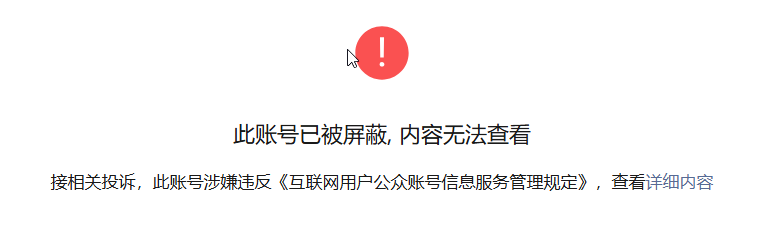 此账号已被屏蔽, 内容无法查看
接相关投诉，此账号涉嫌违反《互联网用户公众账号信息服务管理规定》，查看详细内容